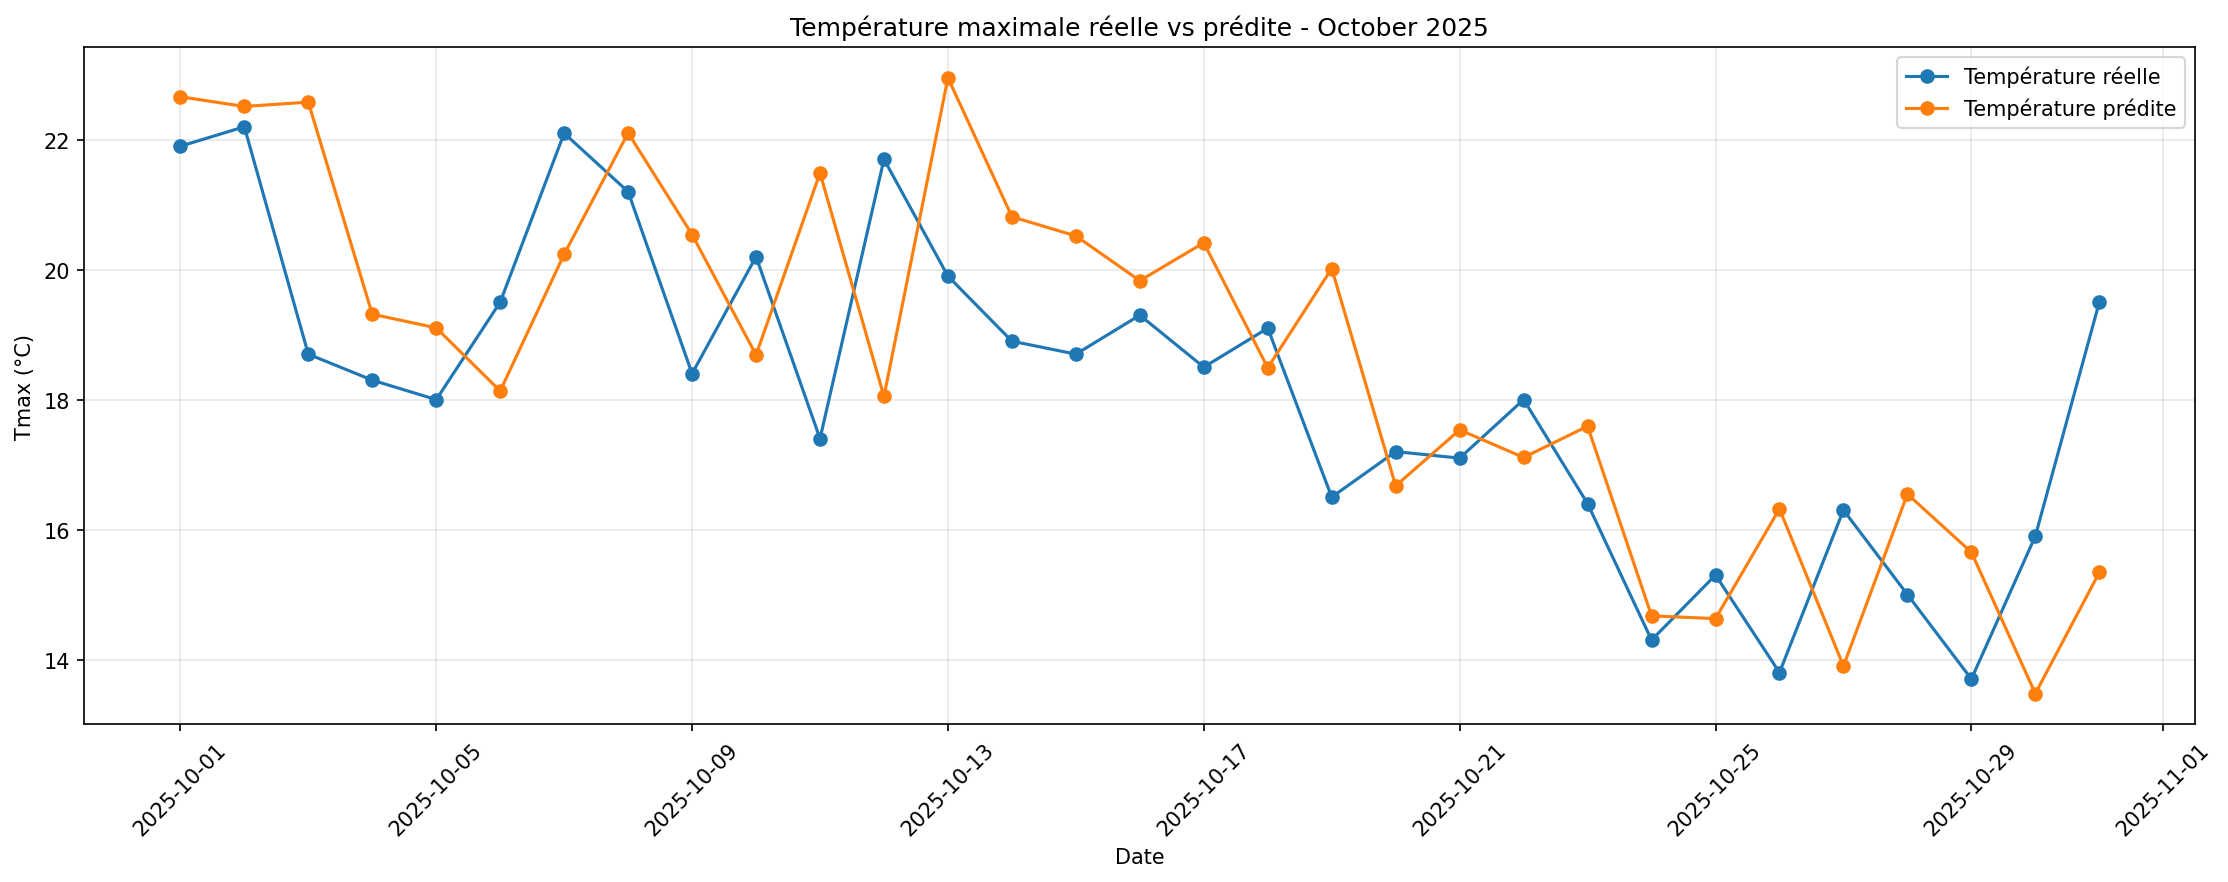 Température maximale réelle vs prédite - October 2025
Température réelle
Température prédite
Tmax (°C)
22
20
18
16
14
2025-10-01
2025-10-05
2025-10-09
2025-10-13
2025-10-17
2025-10-21
2025-10-25
2025-10-29
2025-11-01
Date